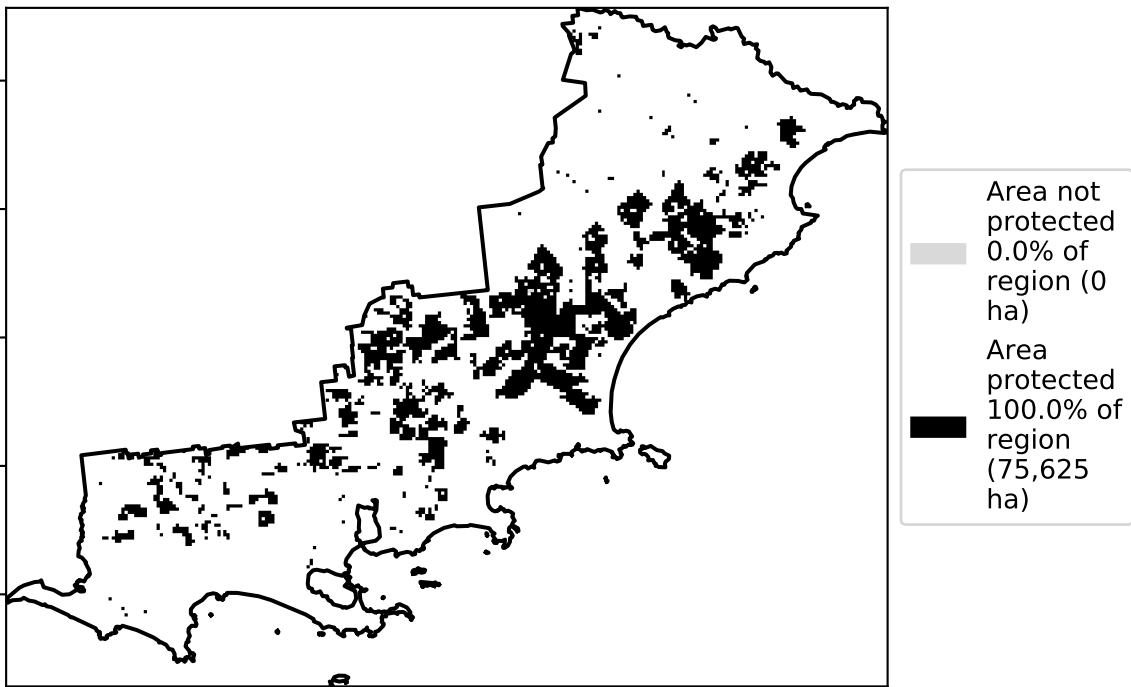 Area not
protected
0.0% of
region (0
ha)
Area
protected
100.0% of
region
(75,625
ha)